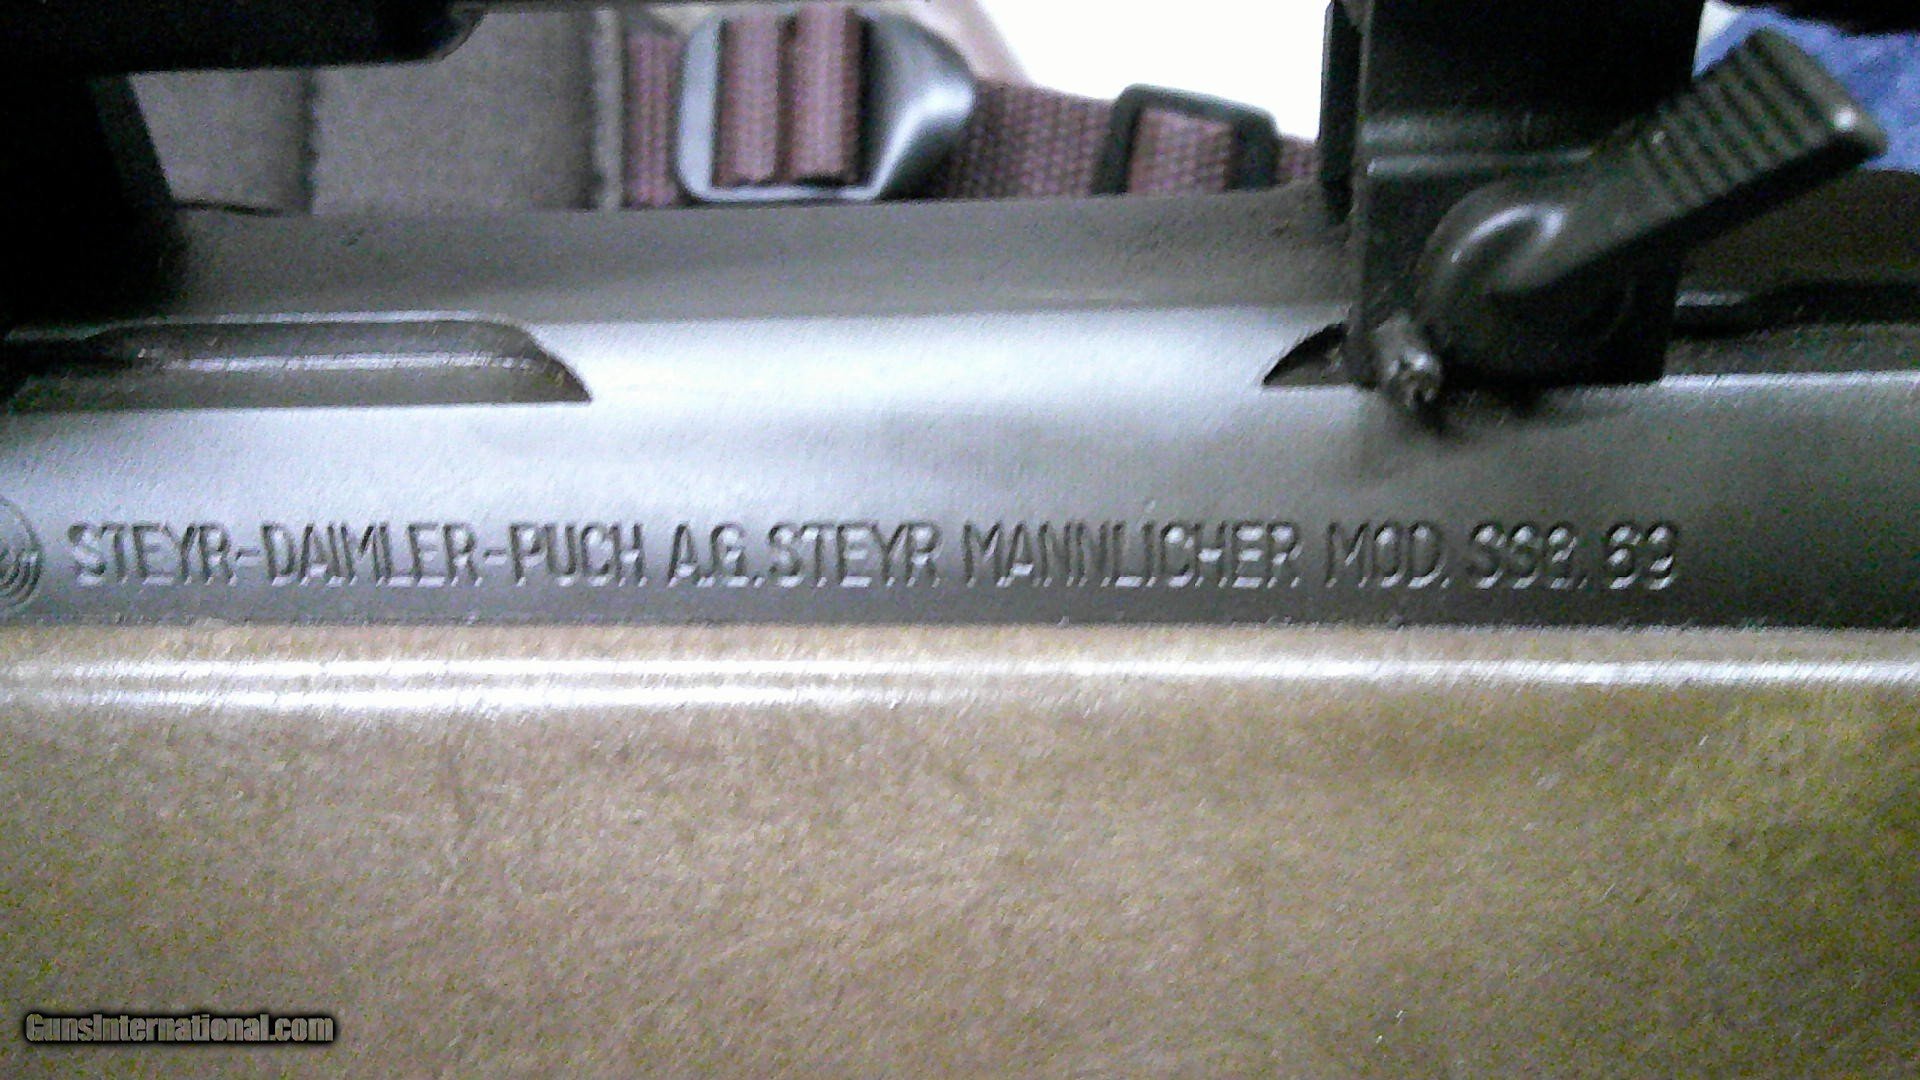 STEYR-DAIMLER-PUCH A.G. STEYR MANNLICHER MOD. SSG. 69
GunsInternational.com